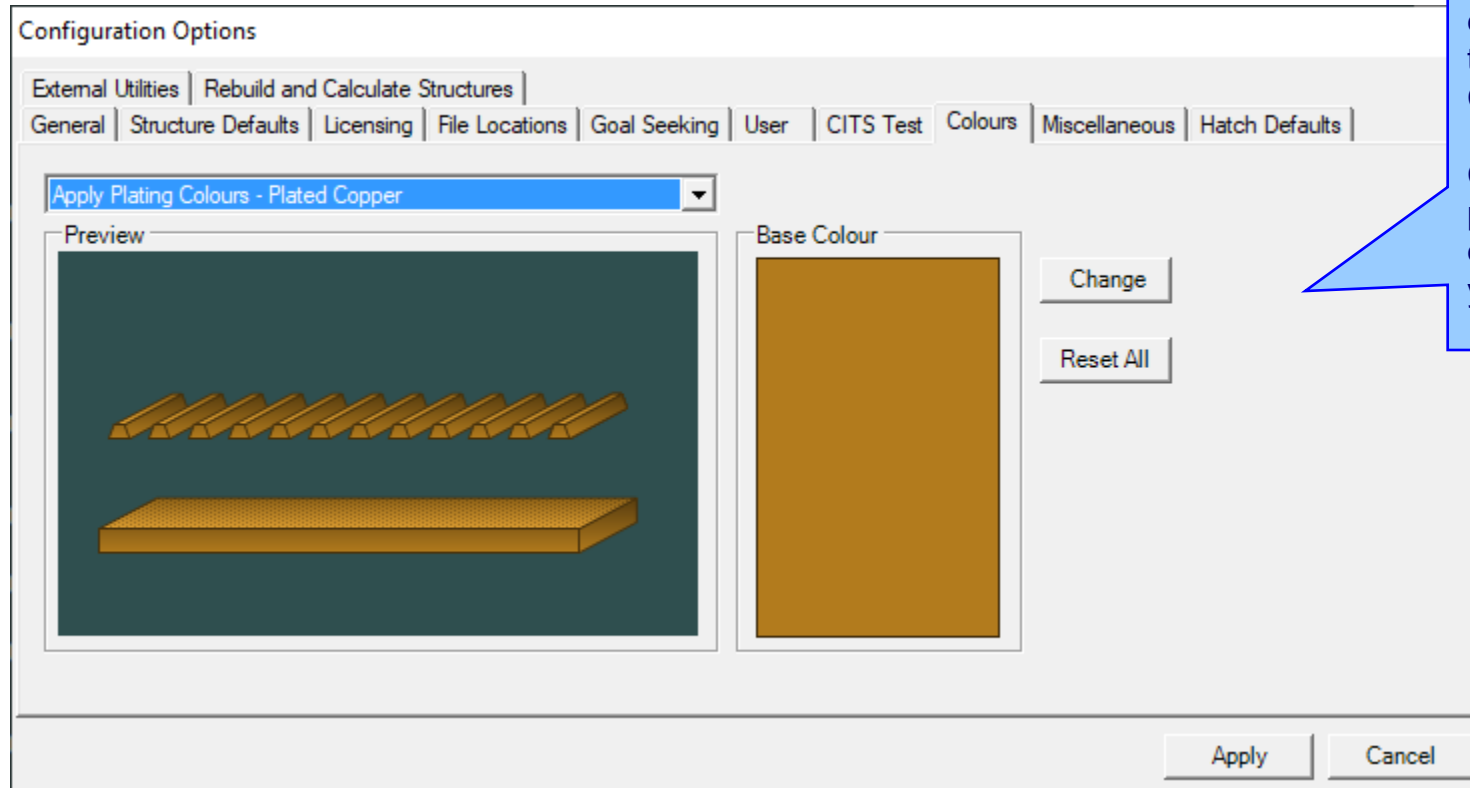 Configuration Options
External Utilities Rebuild and Calculate Structures
General Structure Defaults Licensing File Locations Goal Seeking User CITS Test Colours Miscellaneous Hatch Defaults
Apply Plating Colours - Plated Copper
Preview
Base Colour
Change
Reset All
Apply Cancel